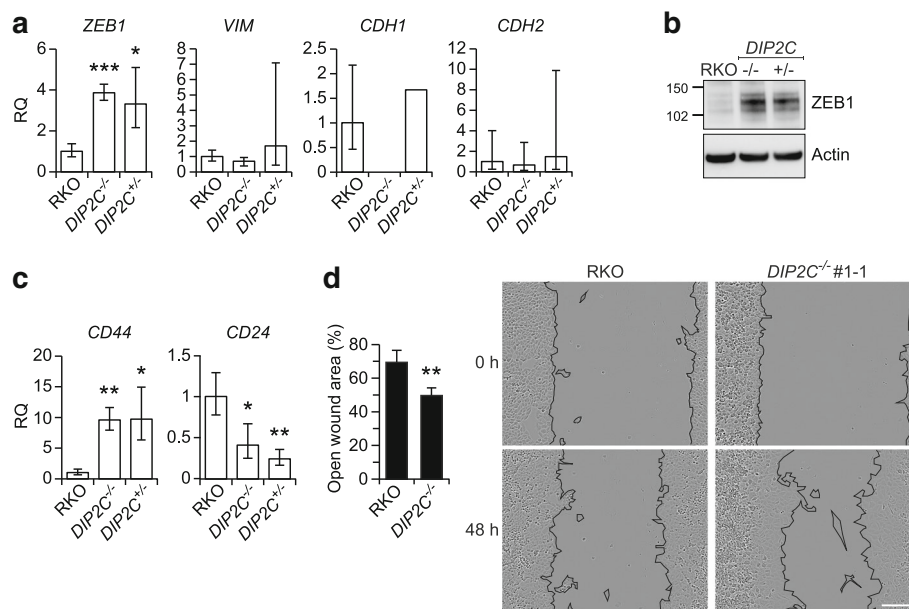 a
ZEB1
RQ
6
4
2
0
***
*
RKO
DIP2C-/-
DIP2C+/-
VIM
8
7
6
5
4
3
2
1
0
RKO
DIP2C-/-
DIP2C+/-
CDH1
2.5
2
1.5
1
0.5
0
RKO
DIP2C-/-
DIP2C+/-
CDH2
12
10
8
6
4
2
0
RKO
DIP2C-/-
DIP2C+/-
b
DIP2C
RKO -/- +/-
150
102
ZEB1
Actin
c
CD44
RQ
20
15
10
5
0
**
*
RKO
DIP2C-/-
DIP2C+/-
CD24
1.5
1
0.5
0
*
**
RKO
DIP2C-/-
DIP2C+/-
d
Open wound area (%)
80
60
40
20
0
**
RKO
DIP2C-/-
RKO
DIP2C-/- #1-1
0 h
48 h